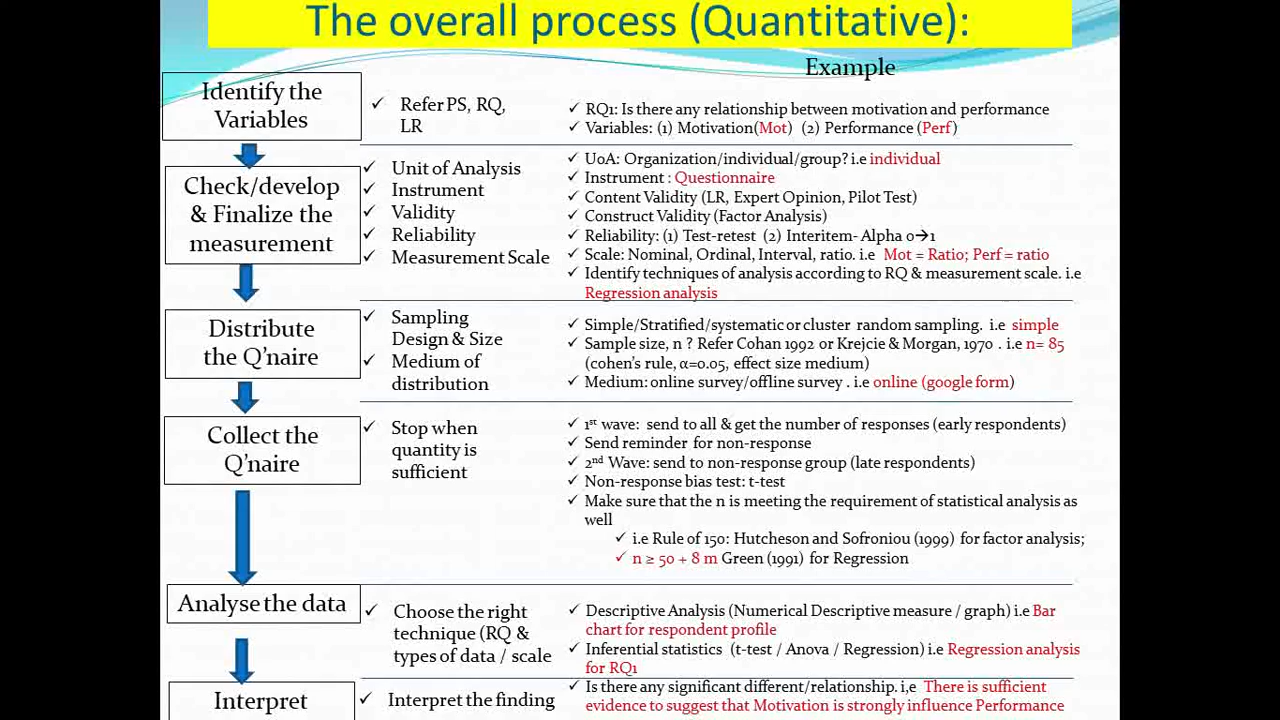 The overall process (Quantitative):
Example
Identify the
Variables
✓ Refer PS, RQ,
LR
✓ RQ1: Is there any relationship between motivation and performance
✓ Variables: (1) Motivation(Mot) (2) Performance (Perf)
Check/develop
& Finalize the
measurement
✓ Unit of Analysis
✓ Instrument
✓ Validity
✓ Reliability
✓ Measurement Scale
✓ UoA: Organization/individual/group? i.e individual
✓ Instrument : Questionnaire
✓ Content Validity (LR, Expert Opinion, Pilot Test)
✓ Construct Validity (Factor Analysis)
✓ Reliability: (1) Test-retest (2) Interitem- Alpha 0→1
✓ Scale: Nominal, Ordinal, Interval, ratio. i.e Mot = Ratio; Perf = ratio
✓ Identify techniques of analysis according to RQ & measurement scale. i.e
Regression analysis
Distribute
the Q'naire
✓ Sampling
Design & Size
✓ Medium of
distribution
✓ Simple/Stratified/systematic or cluster random sampling. i.e simple
✓ Sample size, n ? Refer Cohan 1992 or Krejcie & Morgan, 1970 . i.e n= 85
(cohen's rule, α=0.05, effect size medium)
✓ Medium: online survey/offline survey . i.e online (google form)
Collect the
Q'naire
✓ Stop when
quantity is
sufficient
✓ 1st wave: send to all & get the number of responses (early respondents)
✓ Send reminder for non-response
✓ 2nd Wave: send to non-response group (late respondents)
✓ Non-response bias test: t-test
✓ Make sure that the n is meeting the requirement of statistical analysis as
well
✓ i.e Rule of 150: Hutcheson and Sofroniou (1999) for factor analysis;
✓ n ≥ 50 + 8 m Green (1991) for Regression
Analyse the data
✓ Choose the right
technique (RQ &
types of data / scale
✓ Descriptive Analysis (Numerical Descriptive measure / graph) i.e Bar
chart for respondent profile
✓ Inferential statistics (t-test / Anova / Regression) i.e Regression analysis
for RQ1
Interpret
✓ Interpret the finding
✓ Is there any significant different/relationship. i,e There is sufficient
evidence to suggest that Motivation is strongly influence Performance